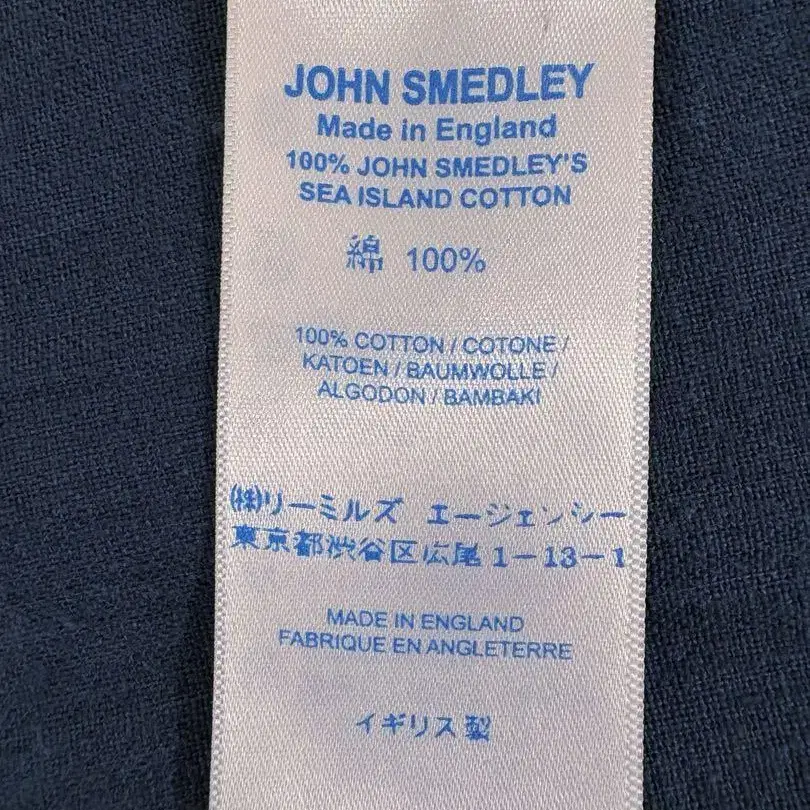 JOHN SMEDLEY
Made in England
100% JOHN SMEDLEY'S
SEA ISLAND COTTON
綿 100%
100% COTTON / COTONE /
KATOEN / BAUMWOLLE /
ALGODON / BAMBAKI
㈱リーミルズ エージェンシー
東京都渋谷区広尾1-13-1
MADE IN ENGLAND
FABRIQUE EN ANGLETERRE
イギリス製